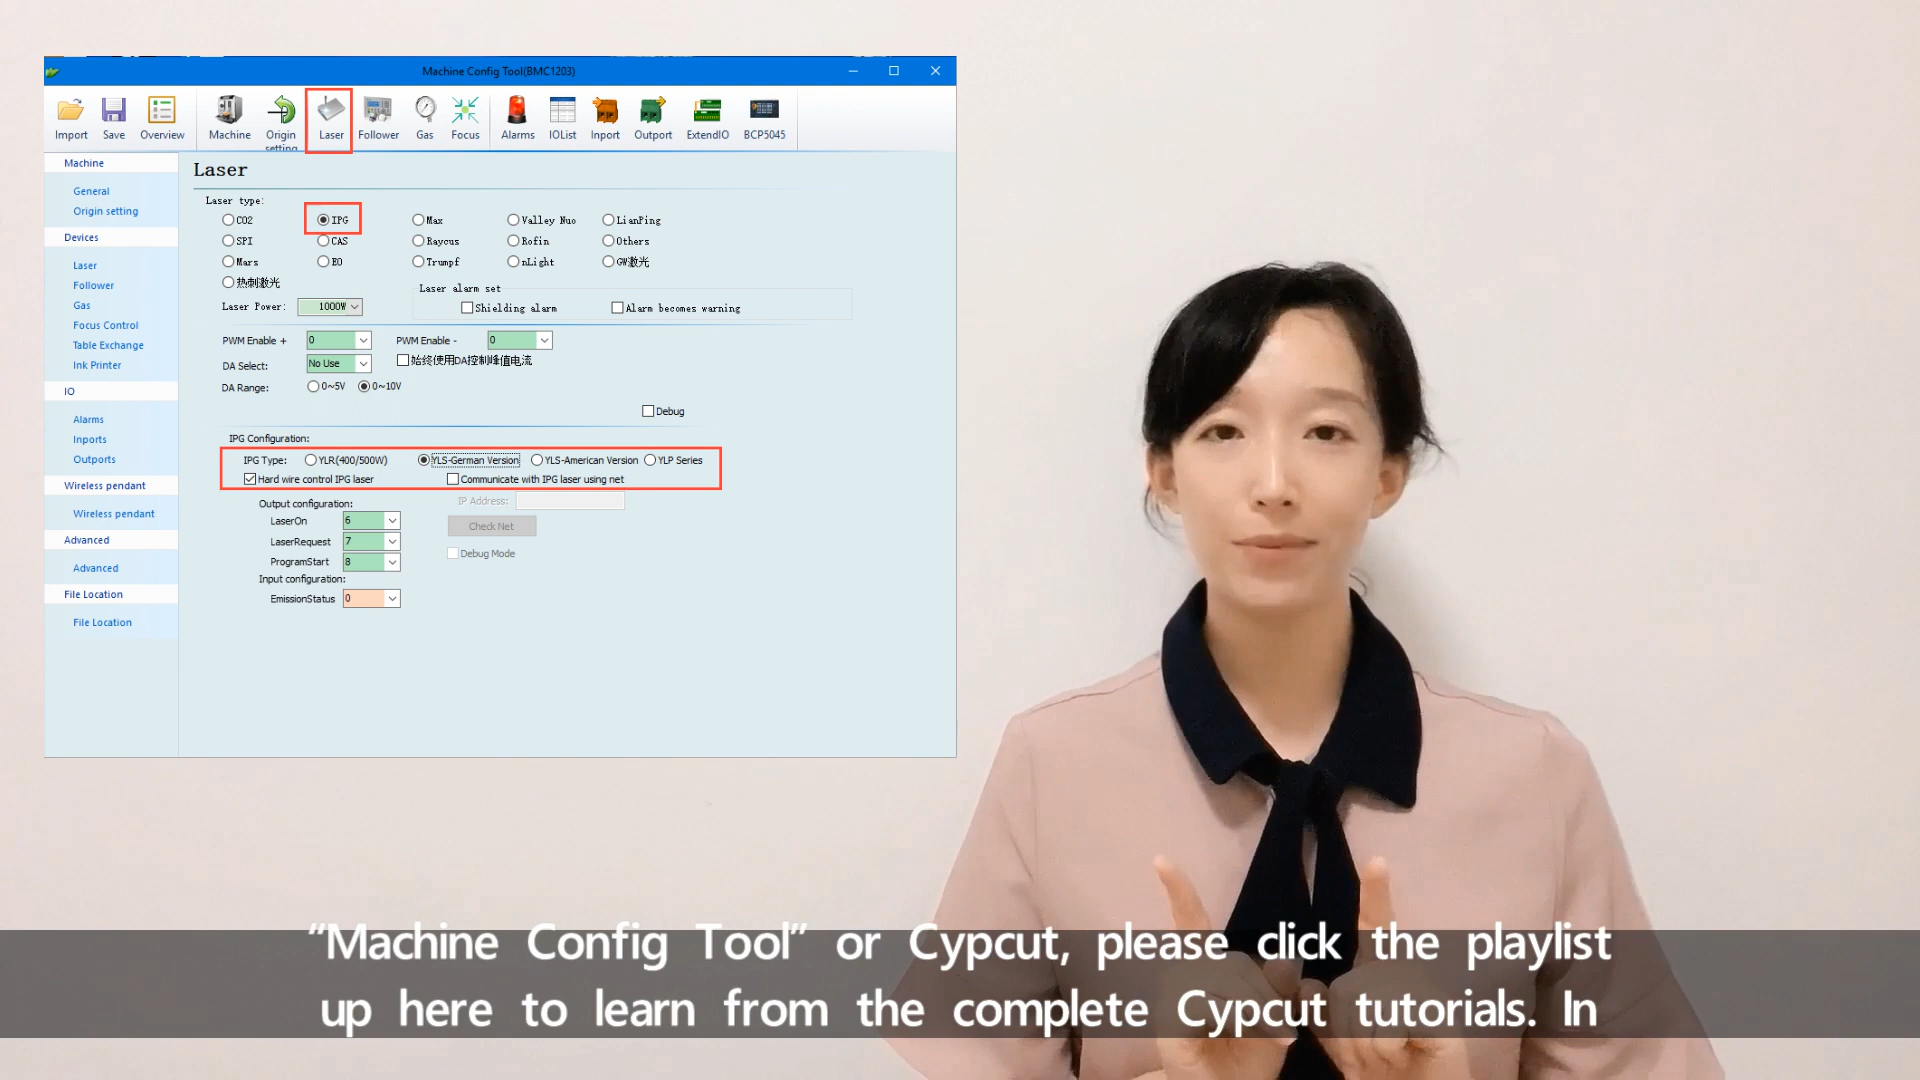 Machine Config Tool(BMC1203)
Import Save Overview Machine Origin setting Laser Follower Gas Focus Alarms IOList Inport Outport ExtendIO BCP5045
Machine
General
Origin setting
Devices
Laser
Follower
Gas
Focus Control
Table Exchange
Ink Printer
IO
Alarms
Inports
Outports
Wireless pendant
Wireless pendant
Advanced
Advanced
File Location
File Location
Laser
Laser type:
CO2 IPG Max Valley Nuo LianPing
SPI CAS Raycus Rofin Others
Mars EO Trumpf nLight GW激光
热刺激光
Laser alarm set
Laser Power: 1000W Shielding alarm Alarm becomes warning
PWM Enable + 0 PWM Enable - 0
DA Select: No Use 始终使用DA控制峰值电流
DA Range: 0~5V 0~10V
Debug
IPG Configuration:
IPG Type: YLR(400/500W) YLS-German Version YLS-American Version YLP Series
Hard wire control IPG laser Communicate with IPG laser using net
Output configuration: IP Address:
LaserOn 6 Check Net
LaserRequest 7
ProgramStart 8 Debug Mode
Input configuration:
EmissionStatus 0
“Machine Config Tool” or Cypcut, please click the playlist
up here to learn from the complete Cypcut tutorials. In